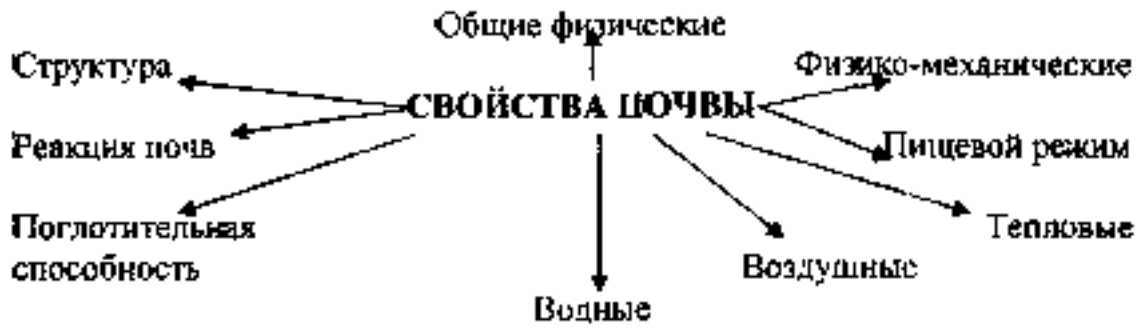 Общие физические
Структура
Физико-механические
СВОЙСТВА ПОЧВЫ
Реакция почв
Пищевой режим
Поглотительная
способность
Тепловые
Воздушные
Водные